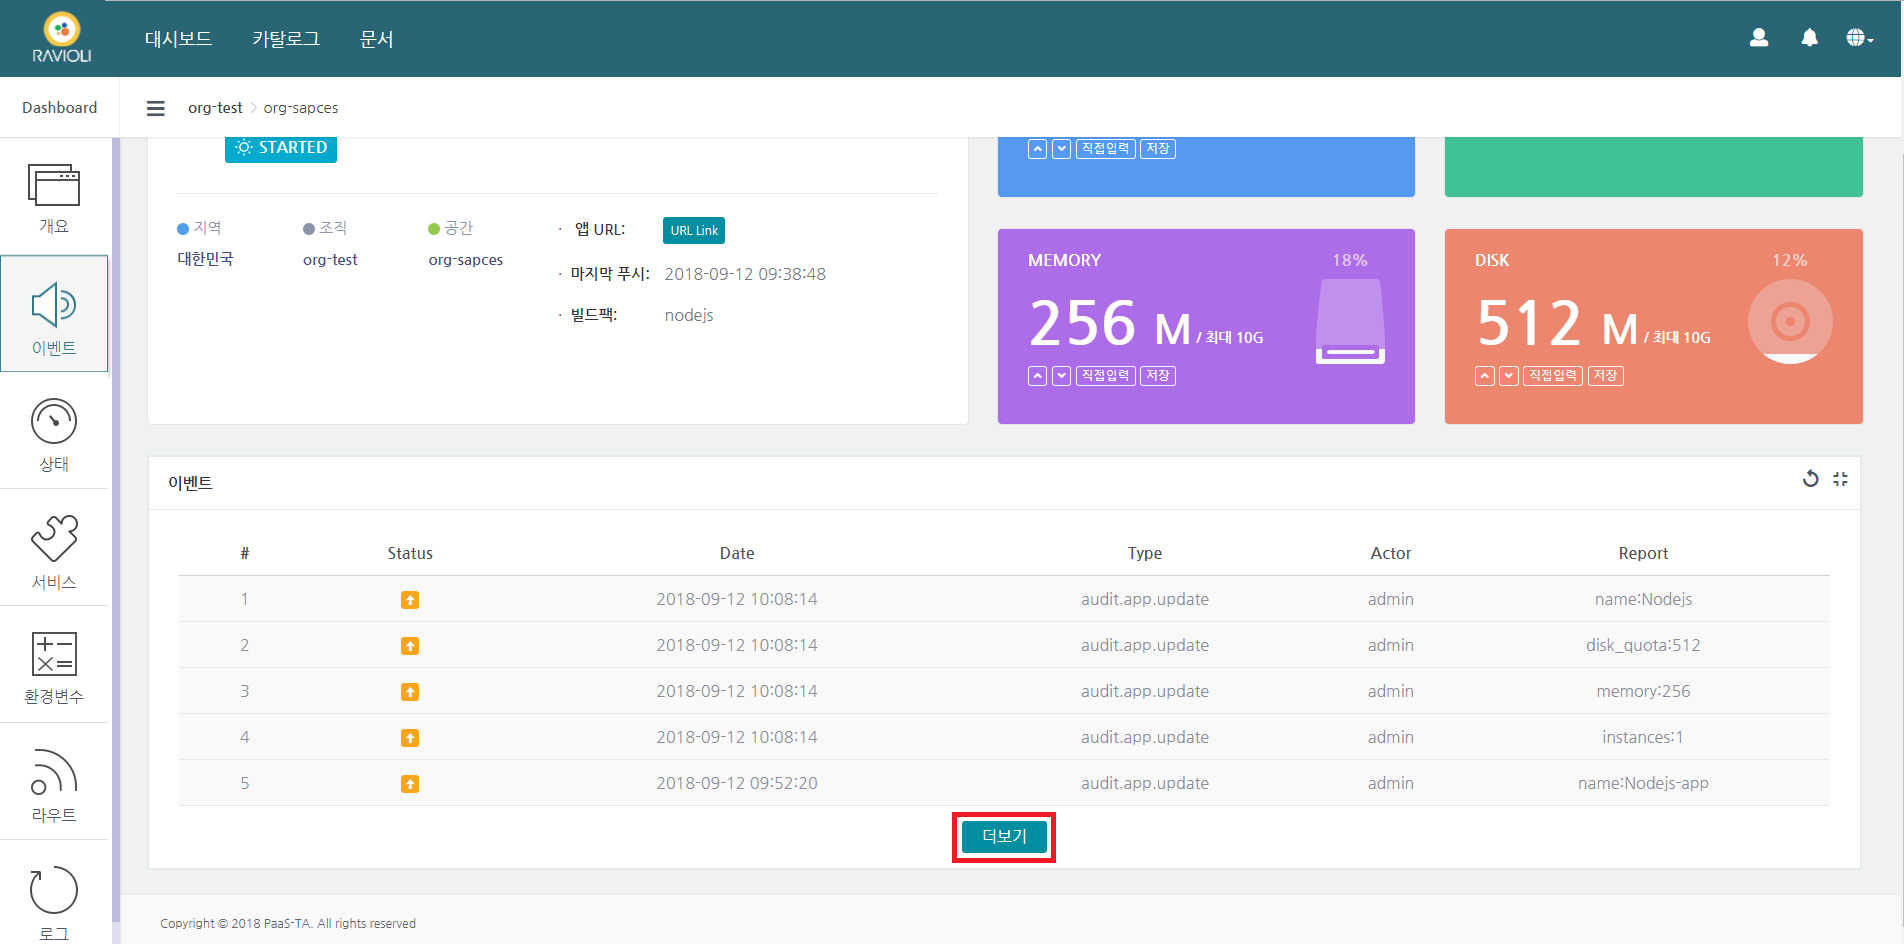 RAVIOLI
대시보드 카탈로그 문서
Dashboard
org-test > org-sapces
개요
이벤트
상태
서비스
환경변수
라우트
로그
STARTED
지역 조직 공간
대한민국 org-test org-sapces
· 앱 URL: URL Link
· 마지막 푸시: 2018-09-12 09:38:48
· 빌드팩: nodejs
직접입력 저장
MEMORY 18%
256 M / 최대 10G
직접입력 저장
DISK 12%
512 M / 최대 10G
직접입력 저장
이벤트
# Status Date Type Actor Report
1 2018-09-12 10:08:14 audit.app.update admin name:Nodejs
2 2018-09-12 10:08:14 audit.app.update admin disk_quota:512
3 2018-09-12 10:08:14 audit.app.update admin memory:256
4 2018-09-12 10:08:14 audit.app.update admin instances:1
5 2018-09-12 09:52:20 audit.app.update admin name:Nodejs-app
더보기
Copyright © 2018 PaaS-TA. All rights reserved